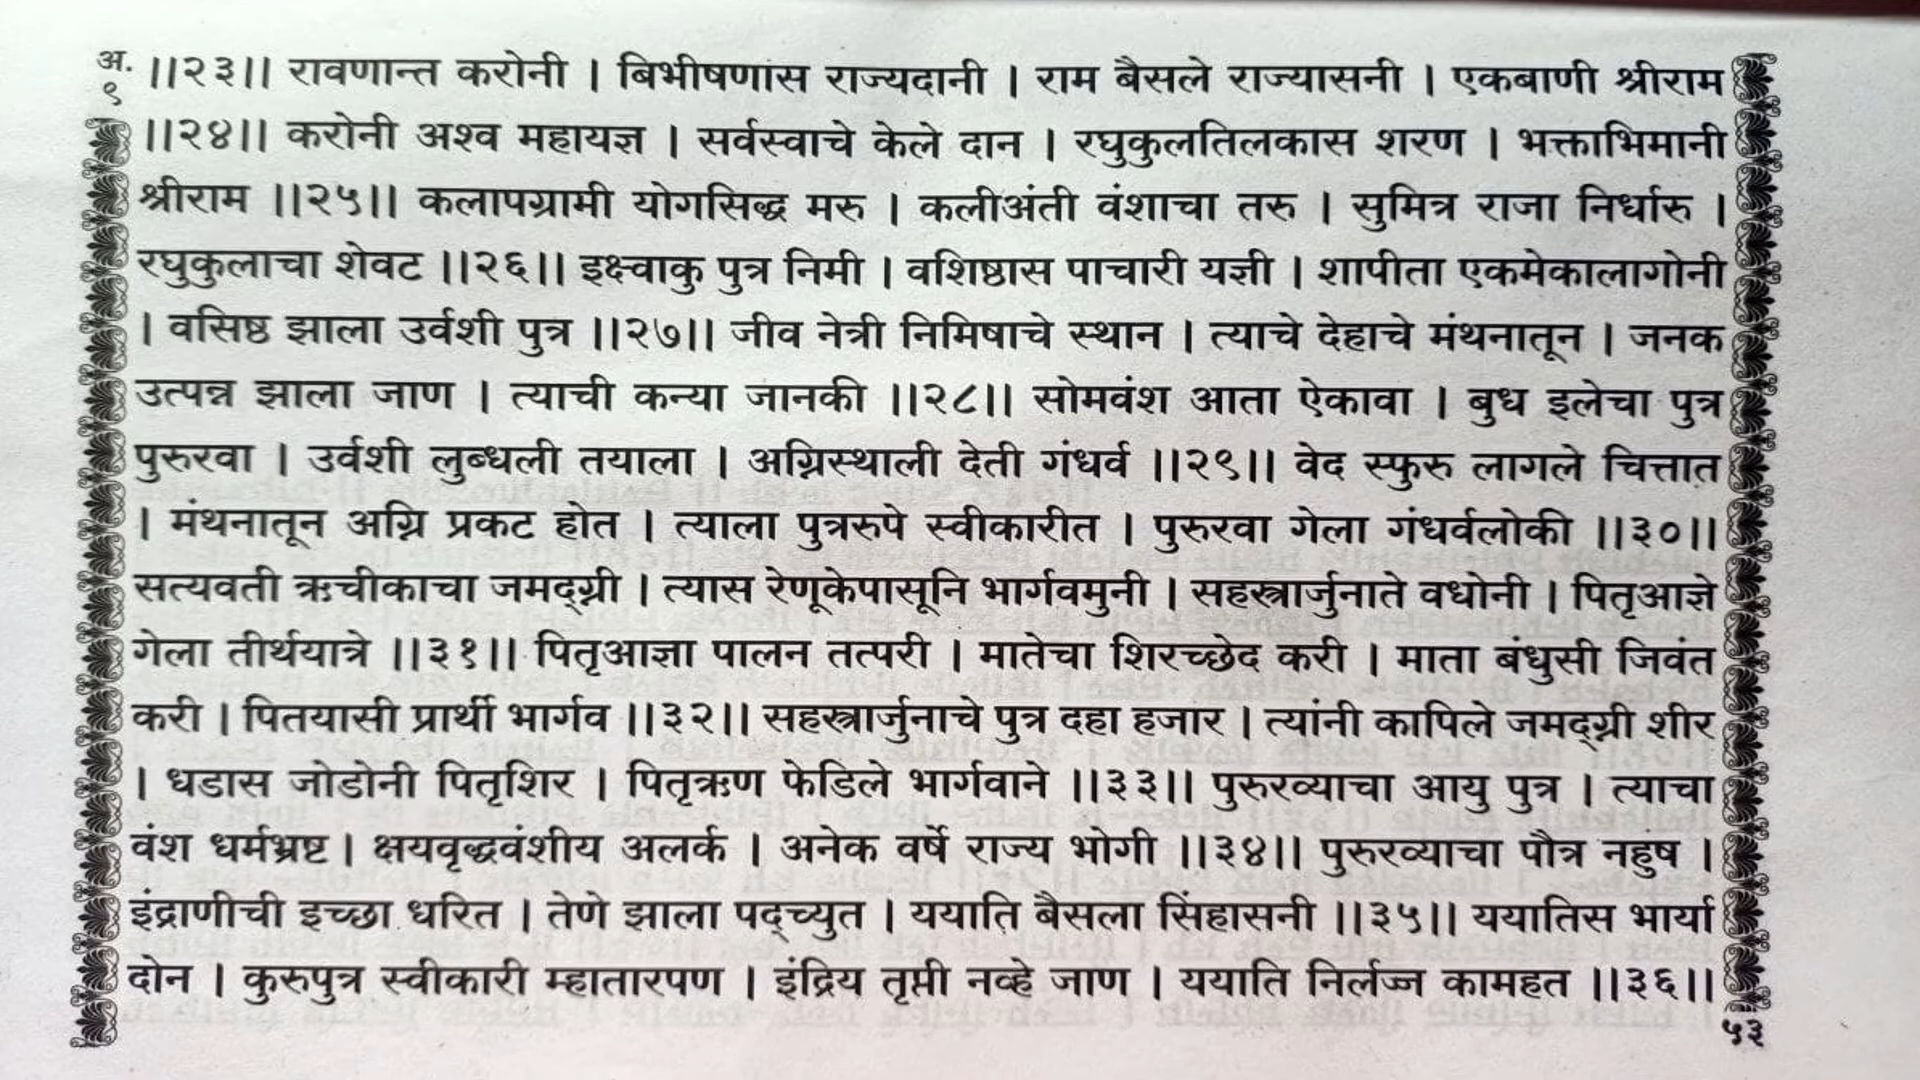 अ.
९
॥२३॥ रावणान्त करोनी । बिभीषणास राज्यदानी । राम बैसले राज्यासनी । एकबाणी श्रीराम
॥२४॥ करोनी अश्व महायज्ञ । सर्वस्वाचे केले दान । रघुकुलतिलकास शरण । भक्ताभिमानी
श्रीराम ॥२५॥ कलापग्रामी योगसिद्ध मरु । कलीअंती वंशाचा तरु । सुमित्र राजा निर्धारु ।
रघुकुलाचा शेवट ॥२६॥ इक्ष्वाकु पुत्र निमी । वशिष्ठास पाचारी यज्ञी । शापीता एकमेकालागोनी
। वसिष्ठ झाला उर्वशी पुत्र ॥२७॥ जीव नेत्री निमिषाचे स्थान । त्याचे देहाचे मंथनातून । जनक
उत्पन्न झाला जाण । त्याची कन्या जानकी ॥२८॥ सोमवंश आता ऐकावा । बुध इलेचा पुत्र
पुरुरवा । उर्वशी लुब्धली तयाला । अग्निस्थाली देती गंधर्व ॥२९॥ वेद स्फुरु लागले चित्तात
। मंथनातून अग्नि प्रकट होत । त्याला पुत्ररुपे स्वीकारीत । पुरुरवा गेला गंधर्वलोकी ॥३०॥
सत्यवती ऋचीकाचा जमद्ग्नी । त्यास रेणूकेपासूनि भार्गवमुनी । सहस्त्रार्जुनाते वधोनी । पितृआज्ञे
गेला तीर्थयात्रे ॥३१॥ पितृआज्ञा पालन तत्परी । मातेचा शिरच्छेद करी । माता बंधुसी जिवंत
करी । पितयासी प्रार्थी भार्गव ॥३२॥ सहस्त्रार्जुनाचे पुत्र दहा हजार । त्यांनी कापिले जमद्ग्नी शीर
। धडास जोडोनी पितृशिर । पितृऋण फेडिले भार्गवाने ॥३३॥ पुरुरव्याचा आयु पुत्र । त्याचा
वंश धर्मभ्रष्ट । क्षयवृद्धवंशीय अलर्क । अनेक वर्षे राज्य भोगी ॥३४॥ पुरुरव्याचा पौत्र नहुष ।
इंद्राणीची इच्छा धरित । तेणे झाला पद्च्युत । ययाति बैसला सिंहासनी ॥३५॥ ययातिस भार्या
दोन । कुरुपुत्र स्वीकारी म्हातारपण । इंद्रिय तृप्ती नव्हे जाण । ययाति निर्लज्ज कामहत ॥३६॥
५३